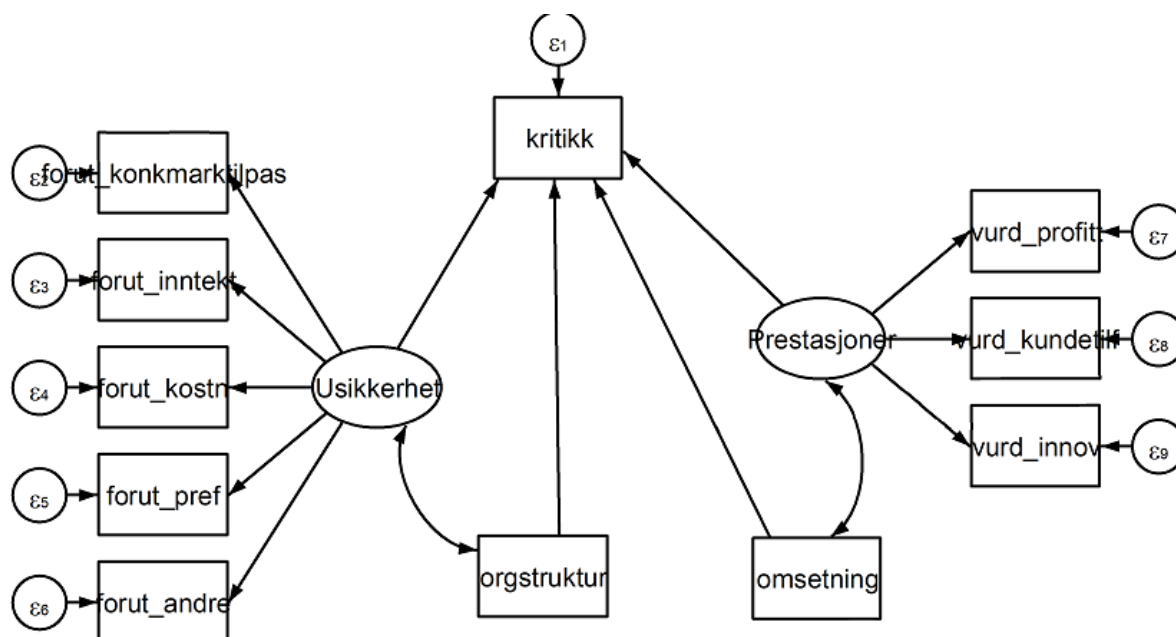 ε1
kritikk
ε2
forut_konkmarktilpas
ε3
forut_inntekt
ε4
forut_kostn
ε5
forut_pref
ε6
forut_andre
Usikkerhet
orgstruktur
omsetning
Prestasjoner
vurd_profitt
ε7
vurd_kundetilf
ε8
vurd_innov
ε9